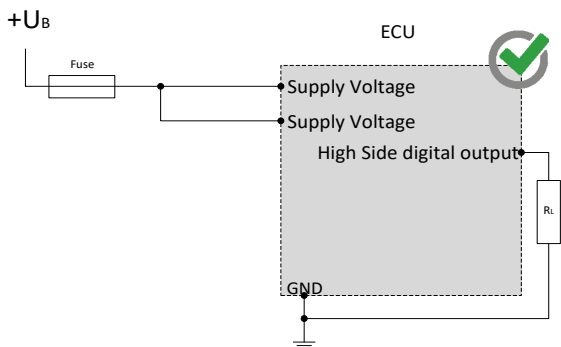 +UB
ECU
Fuse
Supply Voltage
Supply Voltage
High Side digital output
RL
GND